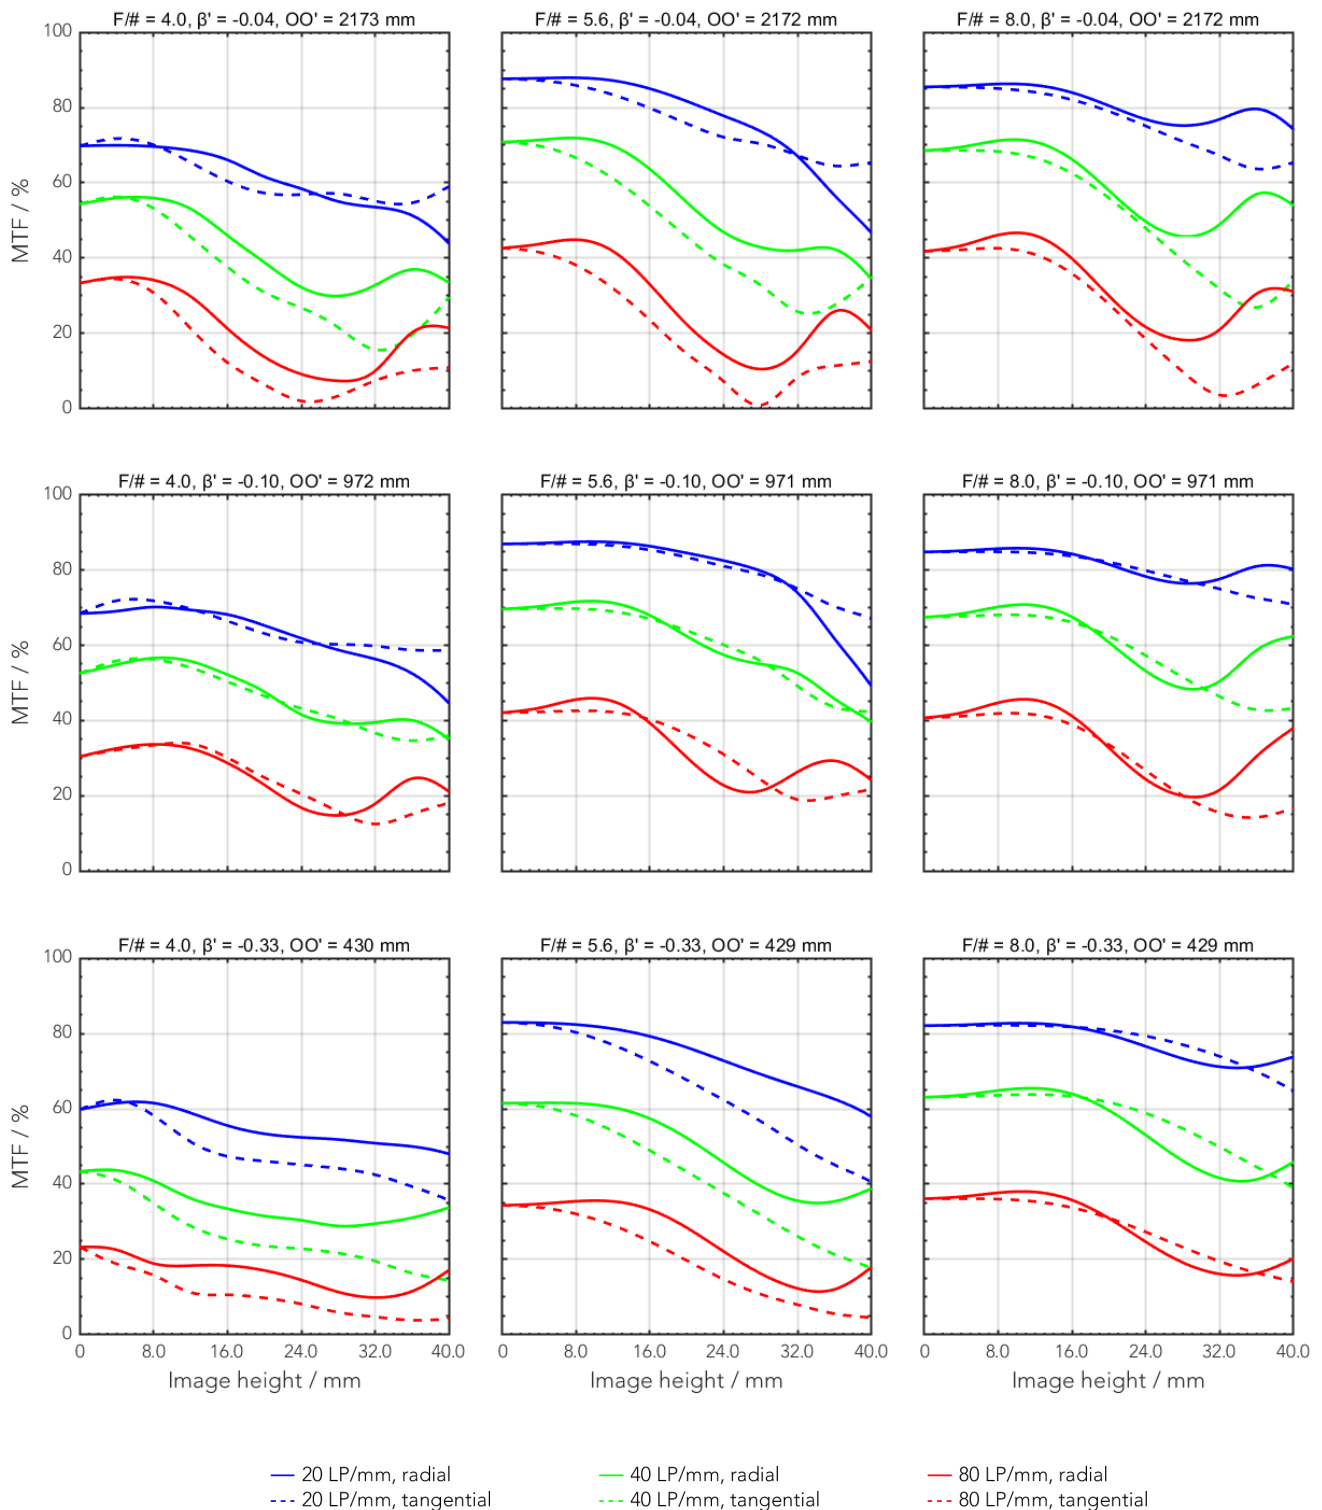 F/# = 4.0, β' = -0.04, OO' = 2173 mm
F/# = 5.6, β' = -0.04, OO' = 2172 mm
F/# = 8.0, β' = -0.04, OO' = 2172 mm
100
80
60
40
20
0
MTF / %
F/# = 4.0, β' = -0.10, OO' = 972 mm
F/# = 5.6, β' = -0.10, OO' = 971 mm
F/# = 8.0, β' = -0.10, OO' = 971 mm
100
80
60
40
20
0
MTF / %
F/# = 4.0, β' = -0.33, OO' = 430 mm
F/# = 5.6, β' = -0.33, OO' = 429 mm
F/# = 8.0, β' = -0.33, OO' = 429 mm
100
80
60
40
20
0
MTF / %
0 8.0 16.0 24.0 32.0 40.0
0 8.0 16.0 24.0 32.0 40.0
0 8.0 16.0 24.0 32.0 40.0
Image height / mm
Image height / mm
Image height / mm
20 LP/mm, radial
40 LP/mm, radial
80 LP/mm, radial
20 LP/mm, tangential
40 LP/mm, tangential
80 LP/mm, tangential